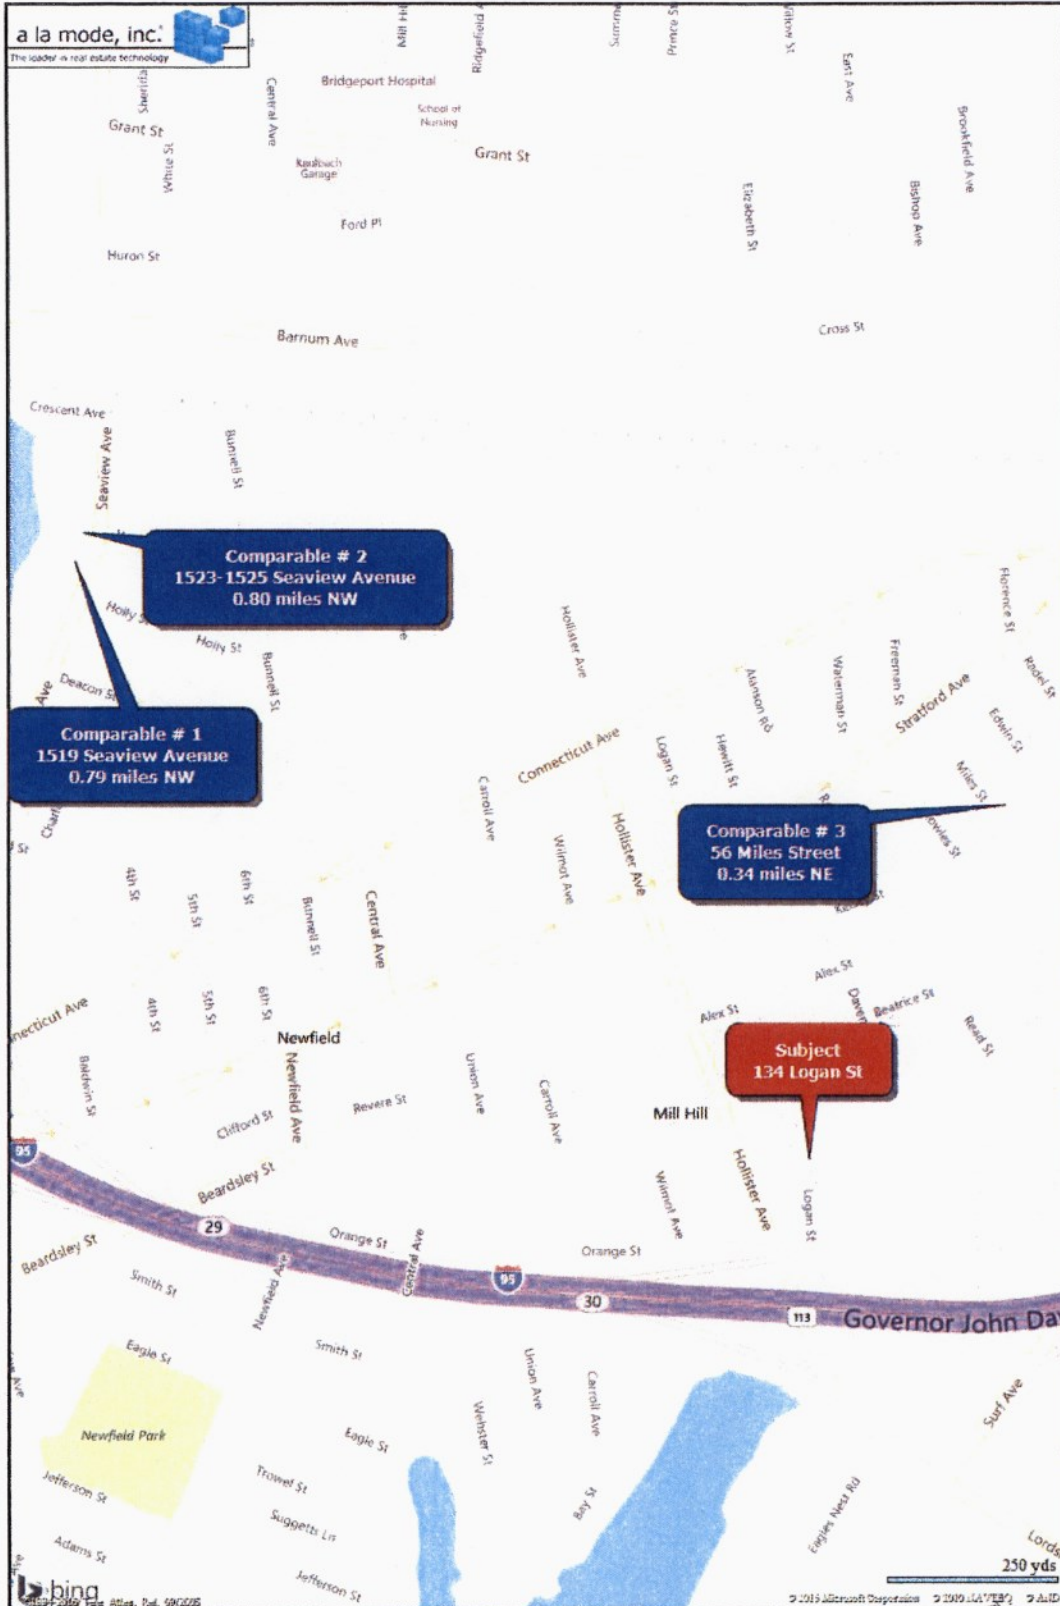 a la mode, inc.
The leader in real estate technology
Central Ave
Bridgeport Hospital
School of
Nursing
Grant St
Grant St
White St
Garage
Ford Pl
Elizabeth St
East Ave
Bishop Ave
Brookfield Ave
Huron St
Barnum Ave
Cross St
Crescent Ave
Seaview Ave
Bunnell St
Comparable # 2
1523-1525 Seaview Avenue
0.80 miles NW
Holly St
Holly St
Bunnell St
Deacon St
Ave
Hollister Ave
Florence St
Freeman St
Waterman St
Alanson Rd
Radel St
Stratford Ave
Edwin St
Comparable # 1
1519 Seaview Avenue
0.79 miles NW
Connecticut Ave
Logan St
Hewitt St
Miles St
Carroll Ave
Wilmot Ave
Hollister Ave
Comparable # 3
56 Miles Street
0.34 miles NE
4th St
5th St
6th St
Bunnell St
Central Ave
Alex St
Beatrice St
Alex St
Read St
4th St
5th St
6th St
Newfield
Newfield Ave
Baldwin St
Union Ave
Carroll Ave
Revere St
Clifford St
Mill Hill
Subject
134 Logan St
Beardsley St
Wilmot Ave
Hollister Ave
Logan St
95
29
Orange St
Central Ave
Orange St
Beardsley St
Smith St
Newfield Ave
95
30
113
Governor John Da
Eagle St
Smith St
Union Ave
Carroll Ave
Surf Ave
Newfield Park
Webster St
Eagle St
Jefferson St
Trowel St
Bay St
Eagles Nest Rd
Suggetts Ln
Adams St
Jefferson St
250 yds
bing